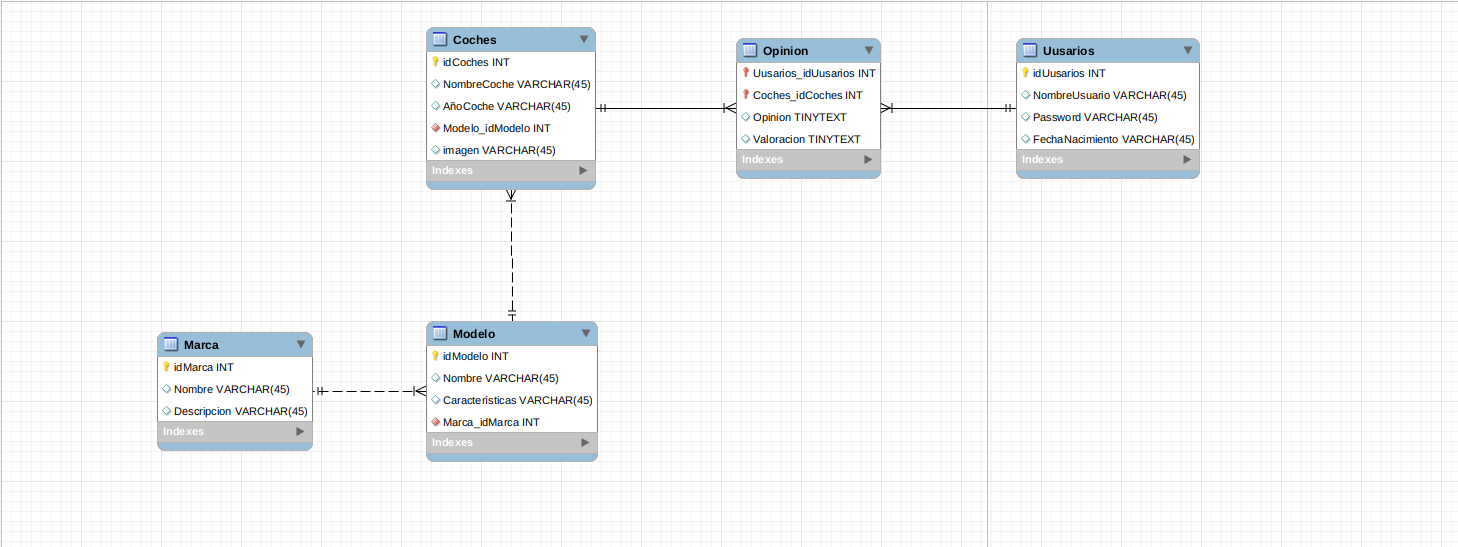 Coches
idCoches INT
NombreCoche VARCHAR(45)
AñoCoche VARCHAR(45)
Modelo_idModelo INT
imagen VARCHAR(45)
Indexes
Opinion
Uusarios_idUusarios INT
Coches_idCoches INT
Opinion TINYTEXT
Valoracion TINYTEXT
Indexes
Uusarios
idUusarios INT
NombreUsuario VARCHAR(45)
Password VARCHAR(45)
FechaNacimiento VARCHAR(45)
Indexes
Marca
idMarca INT
Nombre VARCHAR(45)
Descripcion VARCHAR(45)
Indexes
Modelo
idModelo INT
Nombre VARCHAR(45)
Caracteristicas VARCHAR(45)
Marca_idMarca INT
Indexes